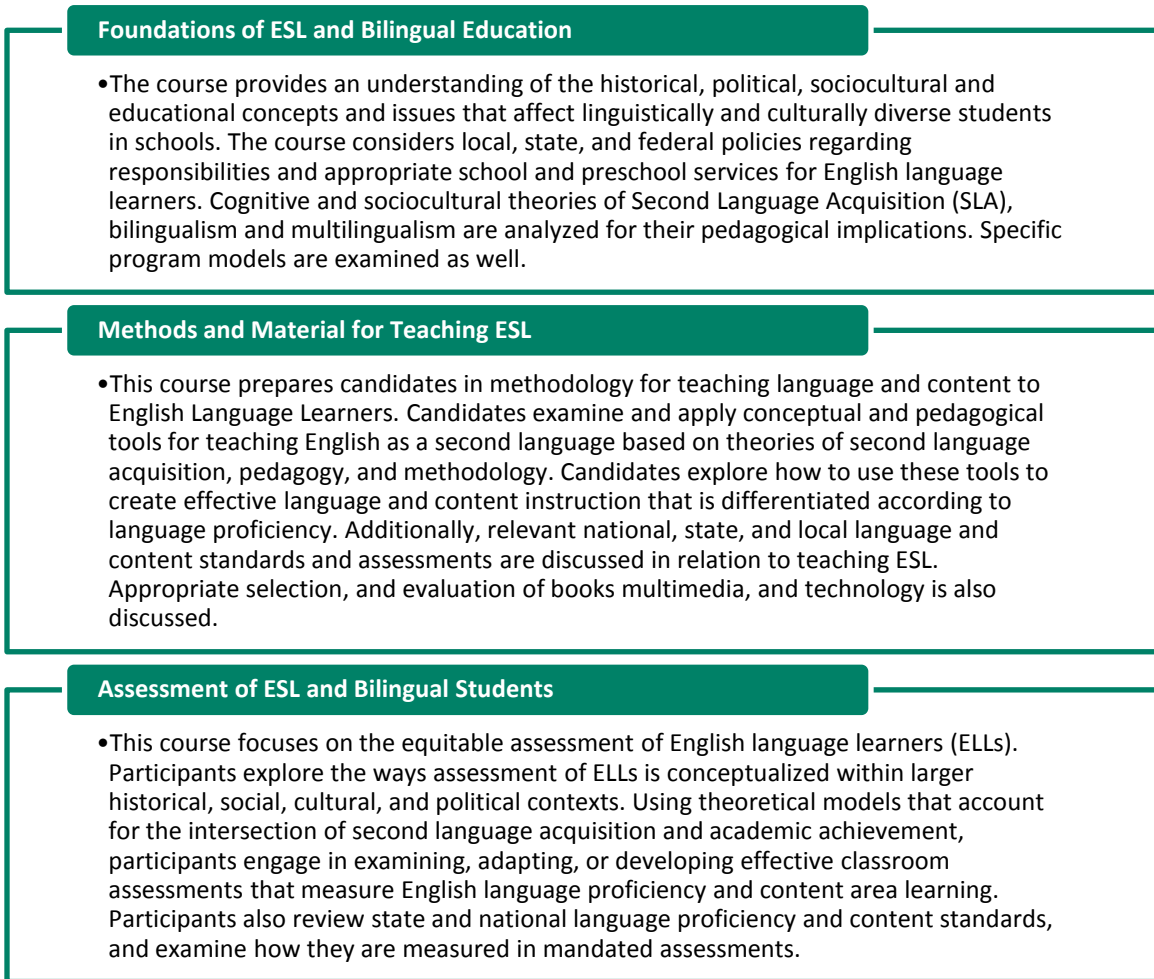 Foundations of ESL and Bilingual Education
•The course provides an understanding of the historical, political, sociocultural and
educational concepts and issues that affect linguistically and culturally diverse students
in schools. The course considers local, state, and federal policies regarding
responsibilities and appropriate school and preschool services for English language
learners. Cognitive and sociocultural theories of Second Language Acquisition (SLA),
bilingualism and multilingualism are analyzed for their pedagogical implications. Specific
program models are examined as well.
Methods and Material for Teaching ESL
•This course prepares candidates in methodology for teaching language and content to
English Language Learners. Candidates examine and apply conceptual and pedagogical
tools for teaching English as a second language based on theories of second language
acquisition, pedagogy, and methodology. Candidates explore how to use these tools to
create effective language and content instruction that is differentiated according to
language proficiency. Additionally, relevant national, state, and local language and
content standards and assessments are discussed in relation to teaching ESL.
Appropriate selection, and evaluation of books multimedia, and technology is also
discussed.
Assessment of ESL and Bilingual Students
•This course focuses on the equitable assessment of English language learners (ELLs).
Participants explore the ways assessment of ELLs is conceptualized within larger
historical, social, cultural, and political contexts. Using theoretical models that account
for the intersection of second language acquisition and academic achievement,
participants engage in examining, adapting, or developing effective classroom
assessments that measure English language proficiency and content area learning.
Participants also review state and national language proficiency and content standards,
and examine how they are measured in mandated assessments.